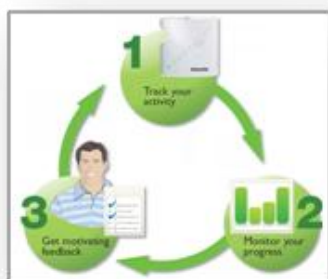 1
Track your
activity
2
Monitor your
progress
3
Get motivating
feedback